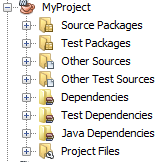 MyProject
Source Packages
Test Packages
Other Sources
Other Test Sources
Dependencies
Test Dependencies
Java Dependencies
Project Files